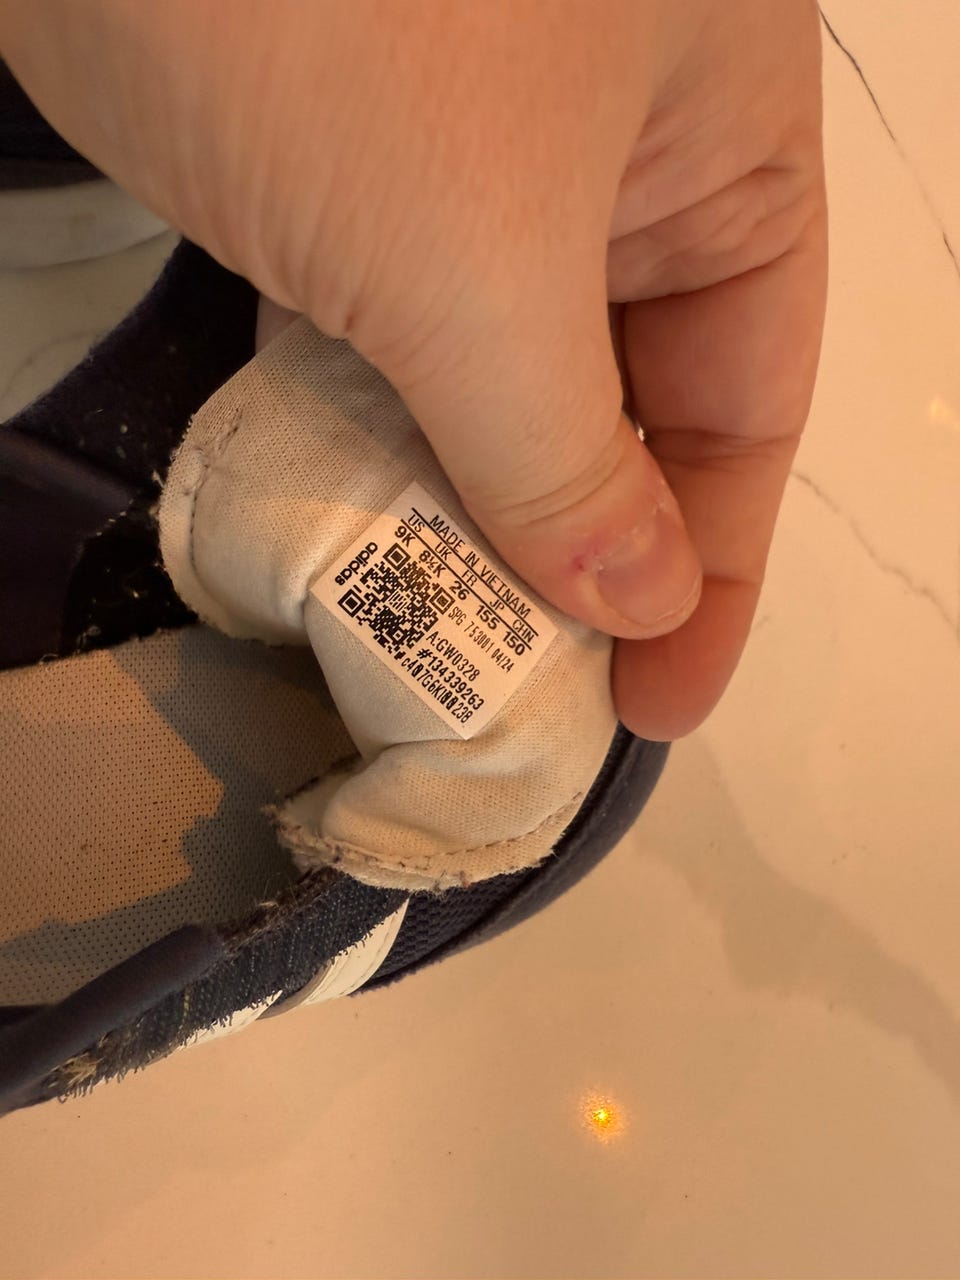 MADE IN VIETNAM
US UK FR JP CHN
9K 8½K 26 155 150
adidas
SPG 753001 04/24
A:GW0328
#134339263